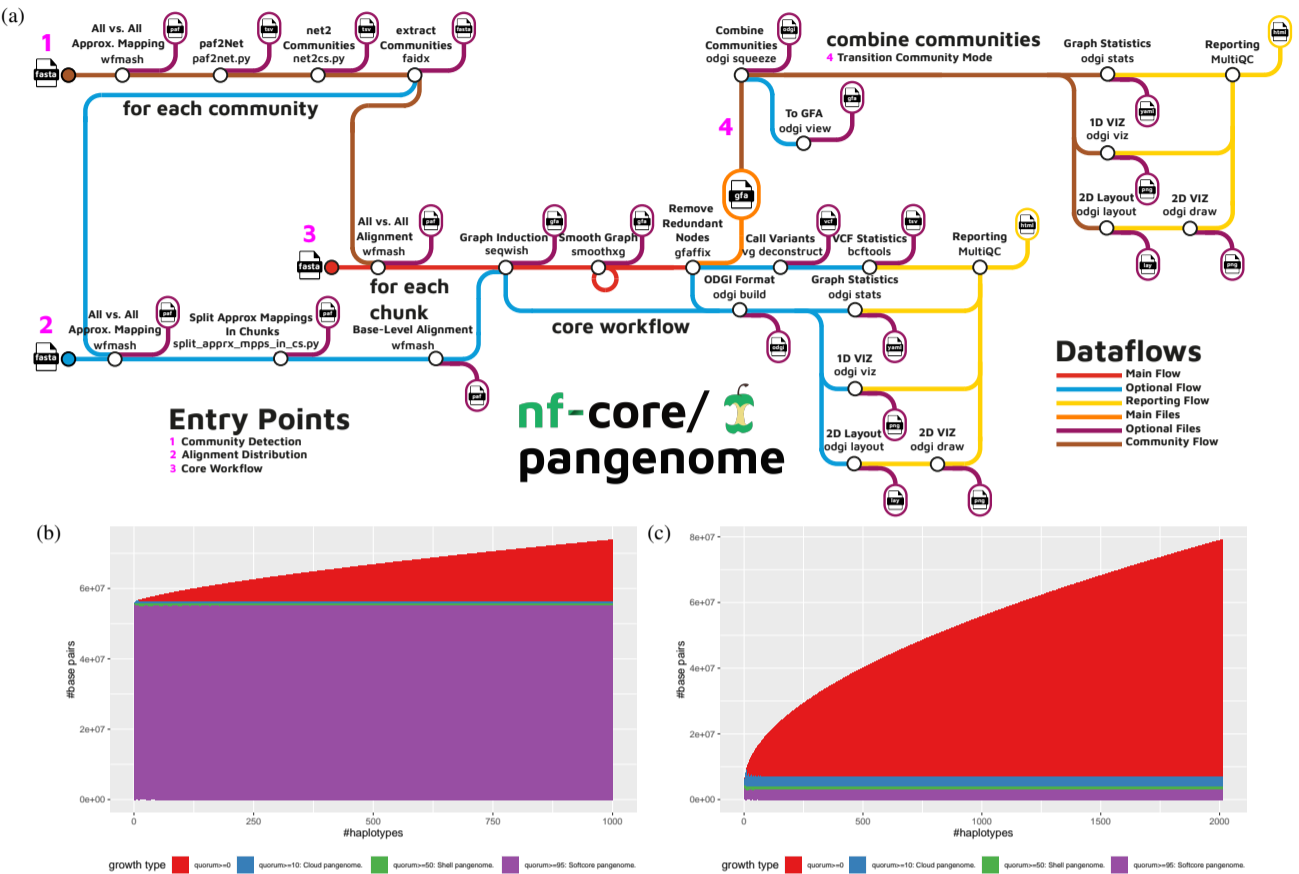 (a)
1
fasta
All vs. All
Approx. Mapping
wfmash
paf
paf2Net
paf2net.py
tsv
net2
Communities
net2cs.py
tsv
extract
Communities
faidx
fasta
for each community
Combine
Communities
odgi squeeze
odgi
combine communities
4 Transition Community Mode
To GFA
odgi view
gfa
4
gfa
Graph Statistics
odgi stats
yaml
Reporting
MultiQC
html
1D VIZ
odgi viz
png
2D Layout
odgi layout
lay
2D VIZ
odgi draw
png
3
fasta
All vs. All
Alignment
wfmash
paf
for each
chunk
Graph Induction
seqwish
gfa
Smooth Graph
smoothxg
gfa
Remove
Redundant
Nodes
gfaffix
Call Variants
vg deconstruct
vcf
VCF Statistics
bcftools
tsv
Reporting
MultiQC
html
ODGI Format
odgi build
odgi
Graph Statistics
odgi stats
yaml
core workflow
1D VIZ
odgi viz
png
2D Layout
odgi layout
lay
2D VIZ
odgi draw
png
2
fasta
All vs. All
Approx. Mapping
wfmash
paf
Split Approx Mappings
In Chunks
split_apprx_mpps_in_cs.py
paf
Base-Level Alignment
wfmash
paf
Entry Points
1 Community Detection
2 Alignment Distribution
3 Core Workflow
nf-core/
pangenome
Dataflows
Main Flow
Optional Flow
Reporting Flow
Main Files
Optional Files
Community Flow
(b)
#base pairs
6e+07
4e+07
2e+07
0e+00
0 250 500 750 1000
#haplotypes
growth type quorum>=0 quorum>=10: Cloud pangenome. quorum>=50: Shell pangenome. quorum>=95: Softcore pangenome.
(c)
#base pairs
8e+07
6e+07
4e+07
2e+07
0e+00
0 500 1000 1500 2000
#haplotypes
growth type quorum>=0 quorum>=10: Cloud pangenome. quorum>=50: Shell pangenome. quorum>=95: Softcore pangenome.